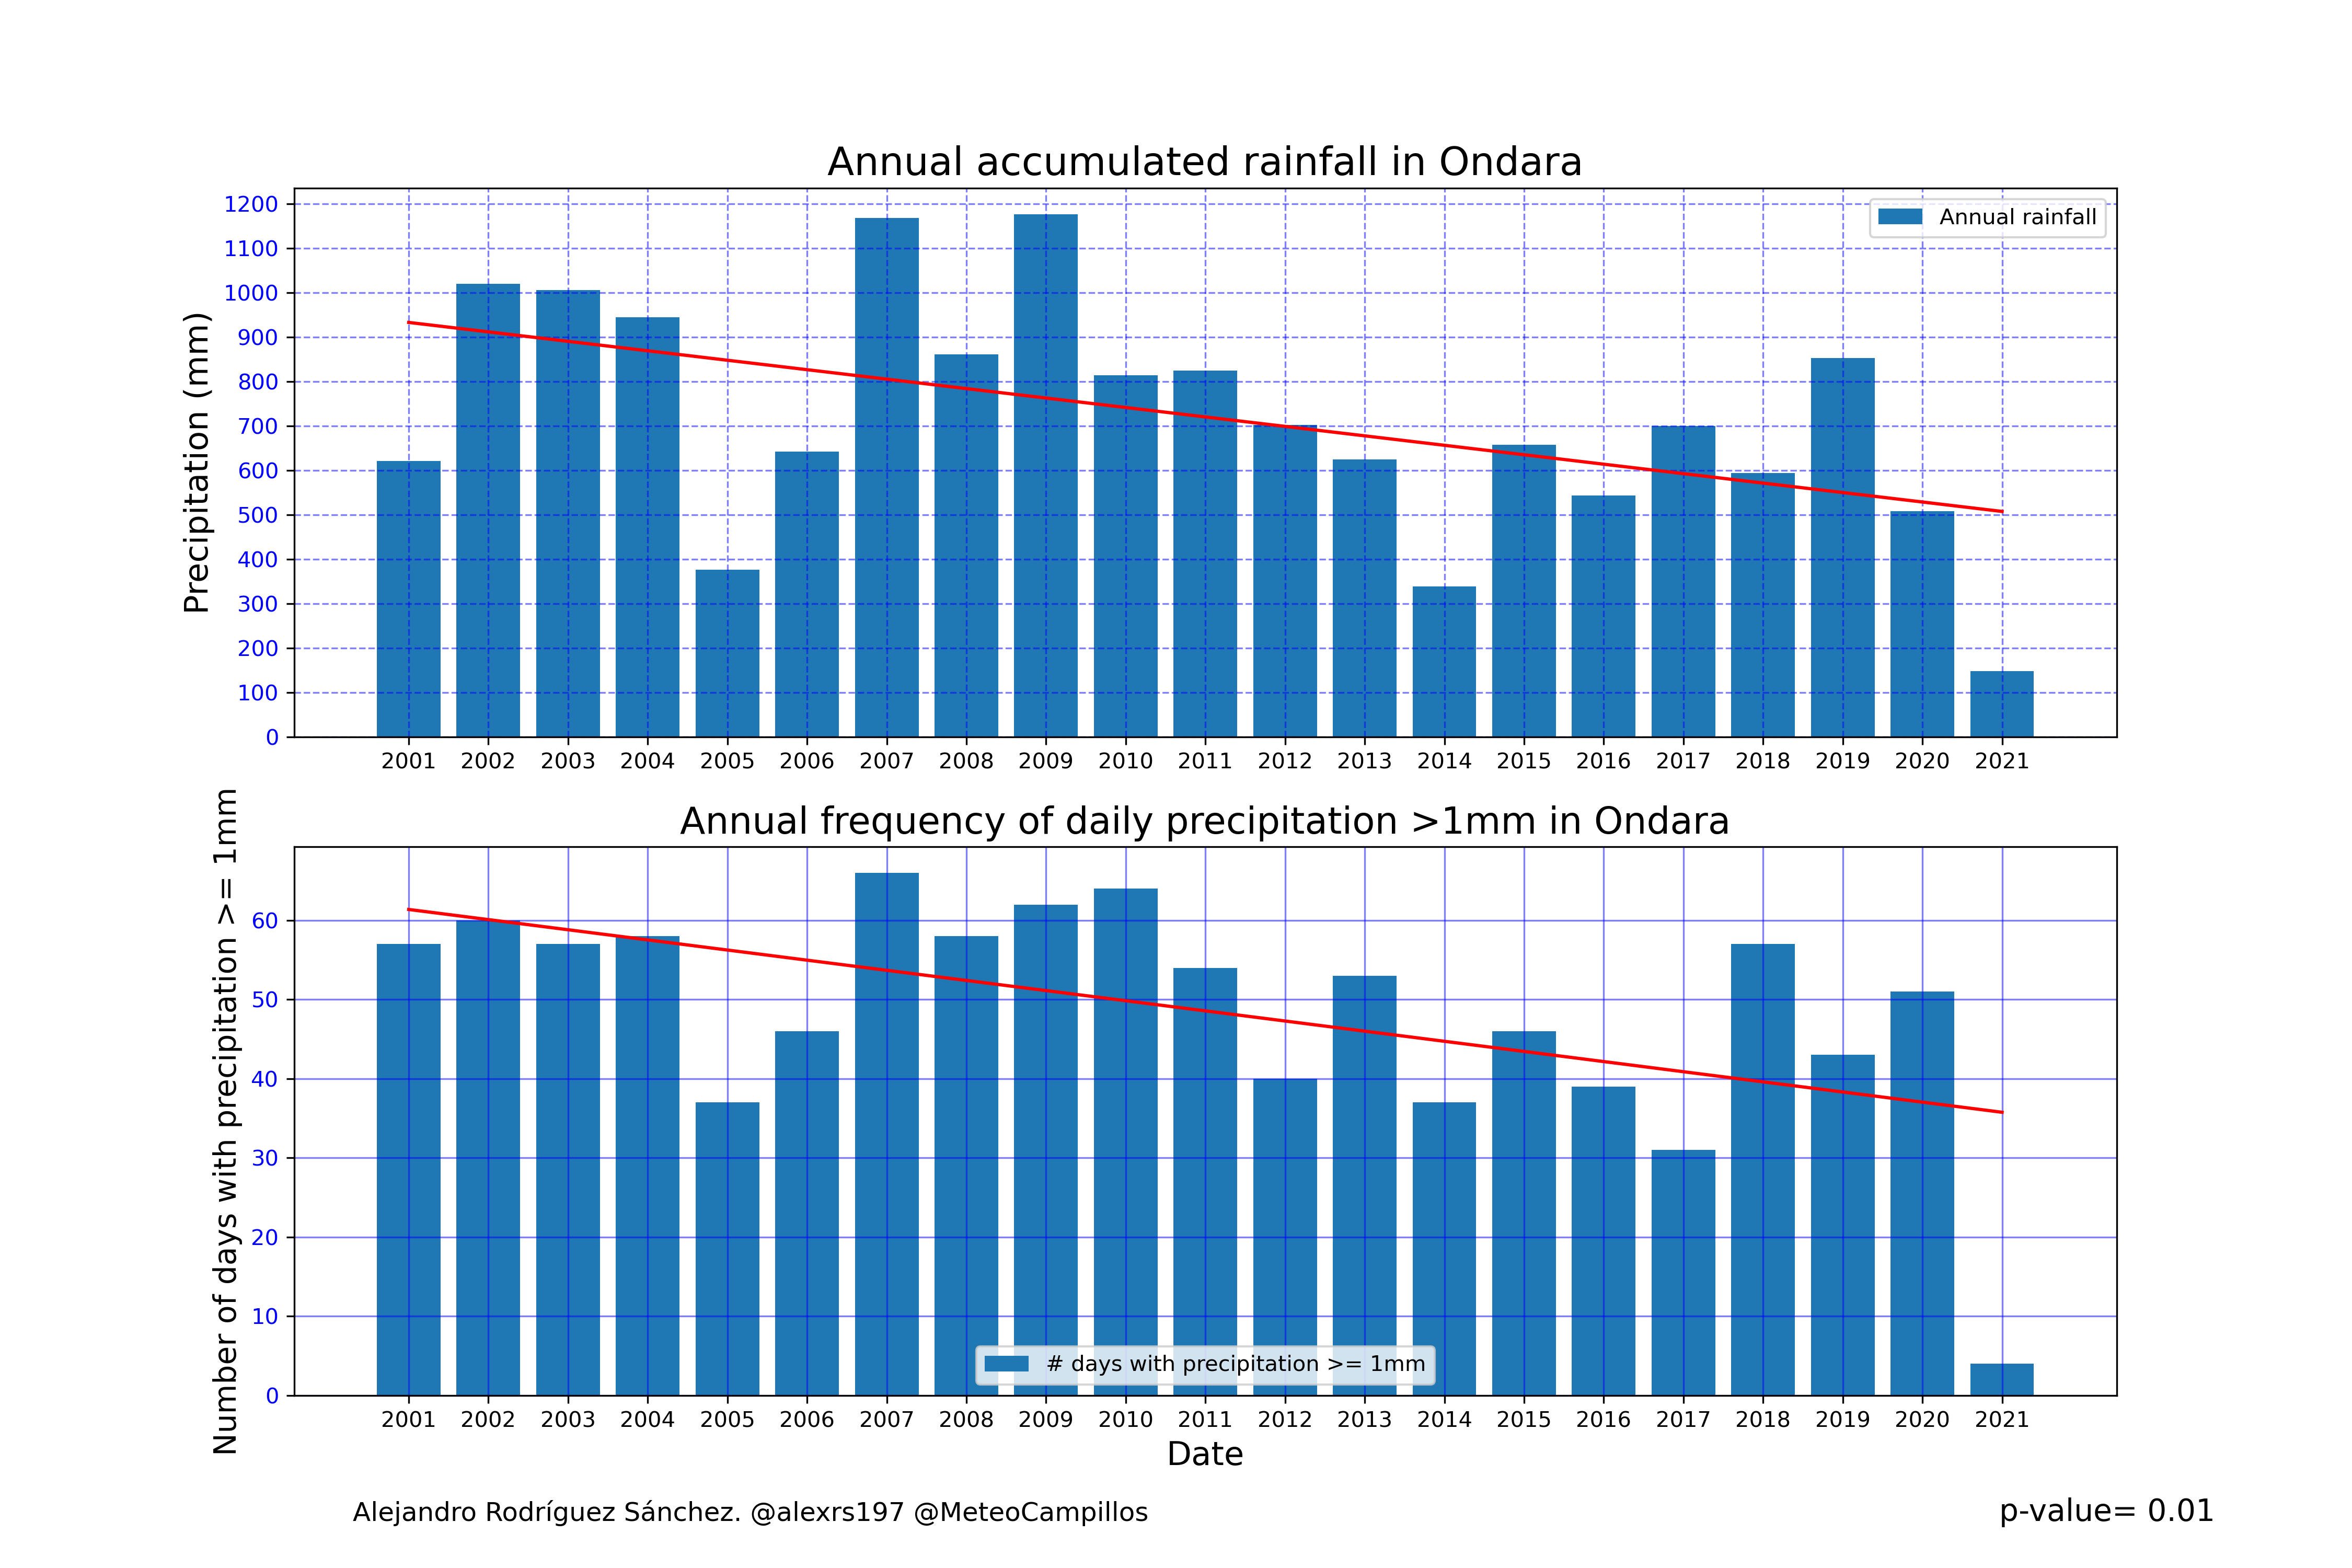 Annual accumulated rainfall in Ondara
Precipitation (mm)
1200
1100
1000
900
800
700
600
500
400
300
200
100
0
Annual rainfall
2001 2002 2003 2004 2005 2006 2007 2008 2009 2010 2011 2012 2013 2014 2015 2016 2017 2018 2019 2020 2021
Annual frequency of daily precipitation >1mm in Ondara
Number of days with precipitation >= 1mm
60
50
40
30
20
10
0
# days with precipitation >= 1mm
2001 2002 2003 2004 2005 2006 2007 2008 2009 2010 2011 2012 2013 2014 2015 2016 2017 2018 2019 2020 2021
Date
Alejandro Rodríguez Sánchez. @alexrs197 @MeteoCampillos
p-value= 0.01